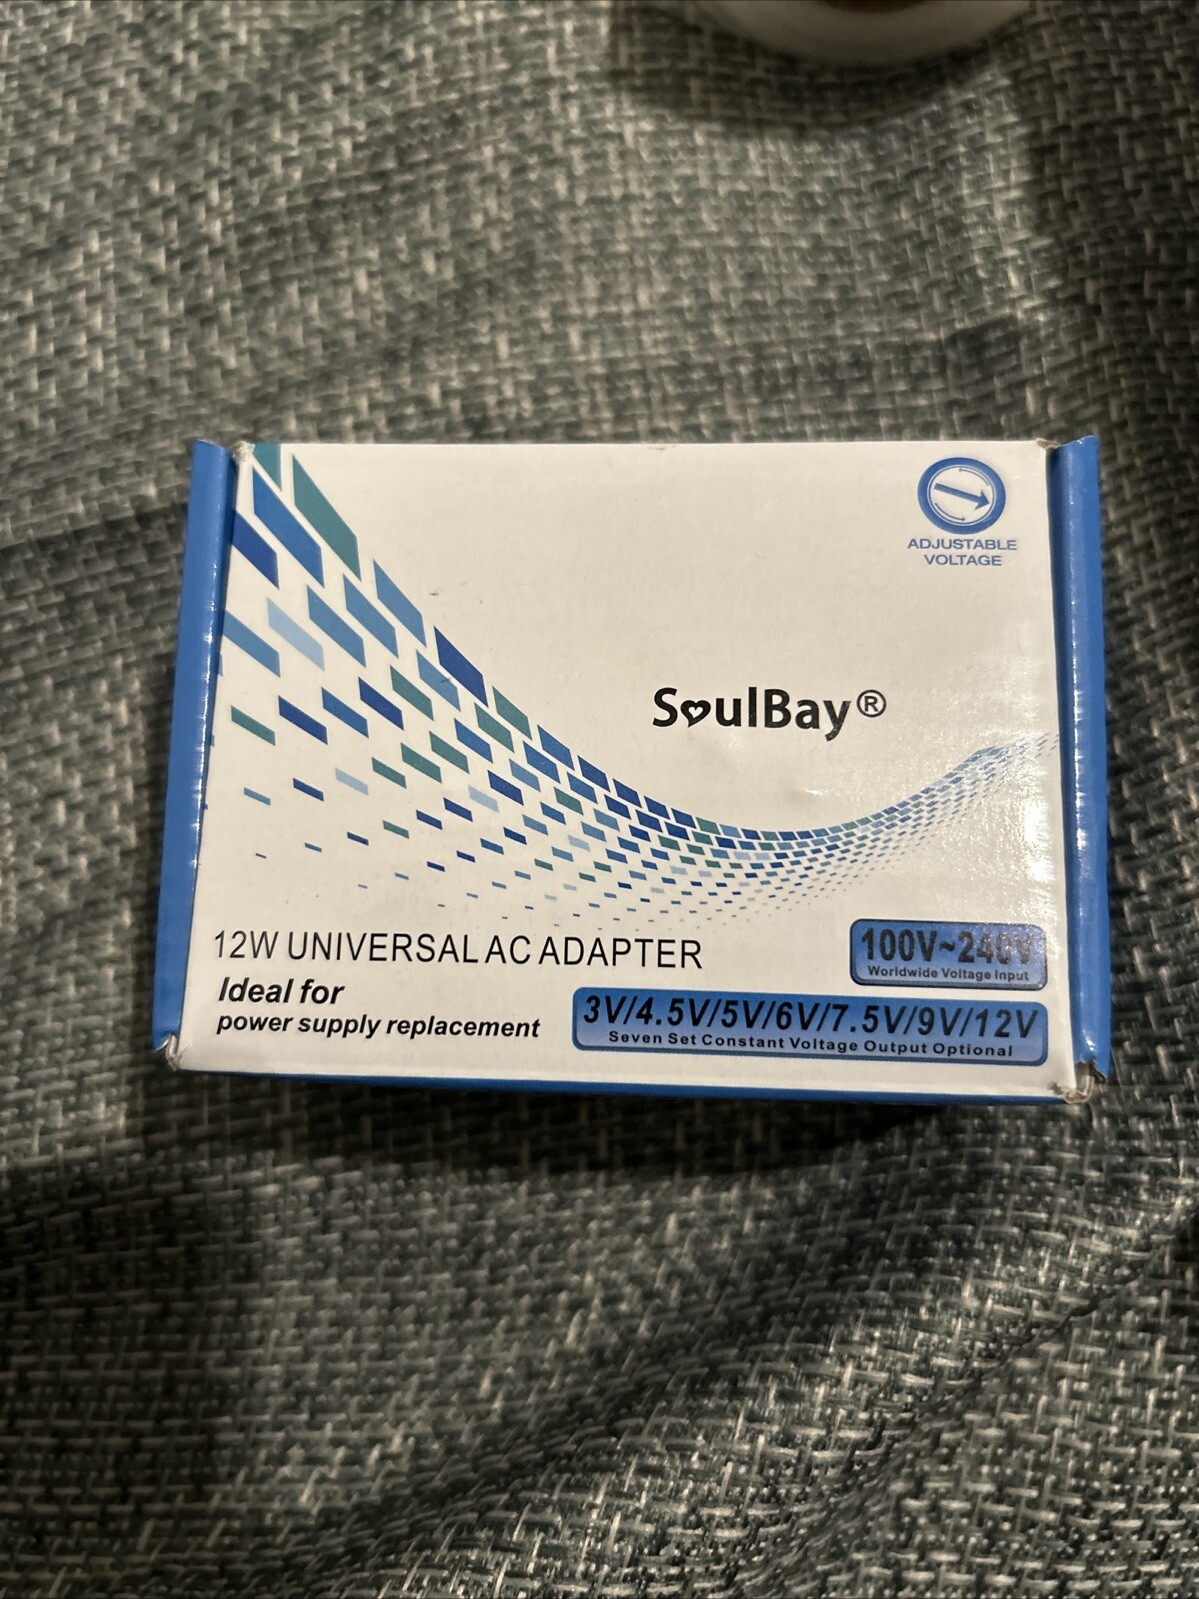 ADJUSTABLE
VOLTAGE
SoulBay®
12W UNIVERSAL AC ADAPTER
Ideal for
power supply replacement
100V~240V
Worldwide Voltage Input
3V/4.5V/5V/6V/7.5V/9V/12V
Seven Set Constant Voltage Output Optional